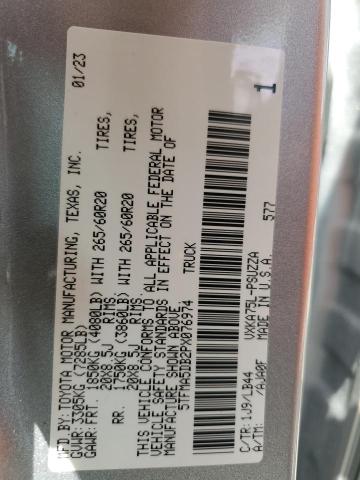 MFD. BY: TOYOTA MOTOR MANUFACTURING, TEXAS, INC. 01/23
GVWR: 3305KG (7285LB)
GAWR: FRT. 1850KG (4080LB) WITH 265/60R20 TIRES,
20X8.5J RIMS
RR. 1750KG (3860LB) WITH 265/60R20 TIRES,
20X8.5J RIMS
THIS VEHICLE CONFORMS TO ALL APPLICABLE FEDERAL MOTOR
VEHICLE SAFETY STANDARDS IN EFFECT ON THE DATE OF
MANUFACTURE SHOWN ABOVE.
5TFMA5DB2PX076974 TRUCK
C/TR: 1J9/LB44 VXKA75L-PSUZZA
A/TM: /AJA0F MADE IN U.S.A.
577
1